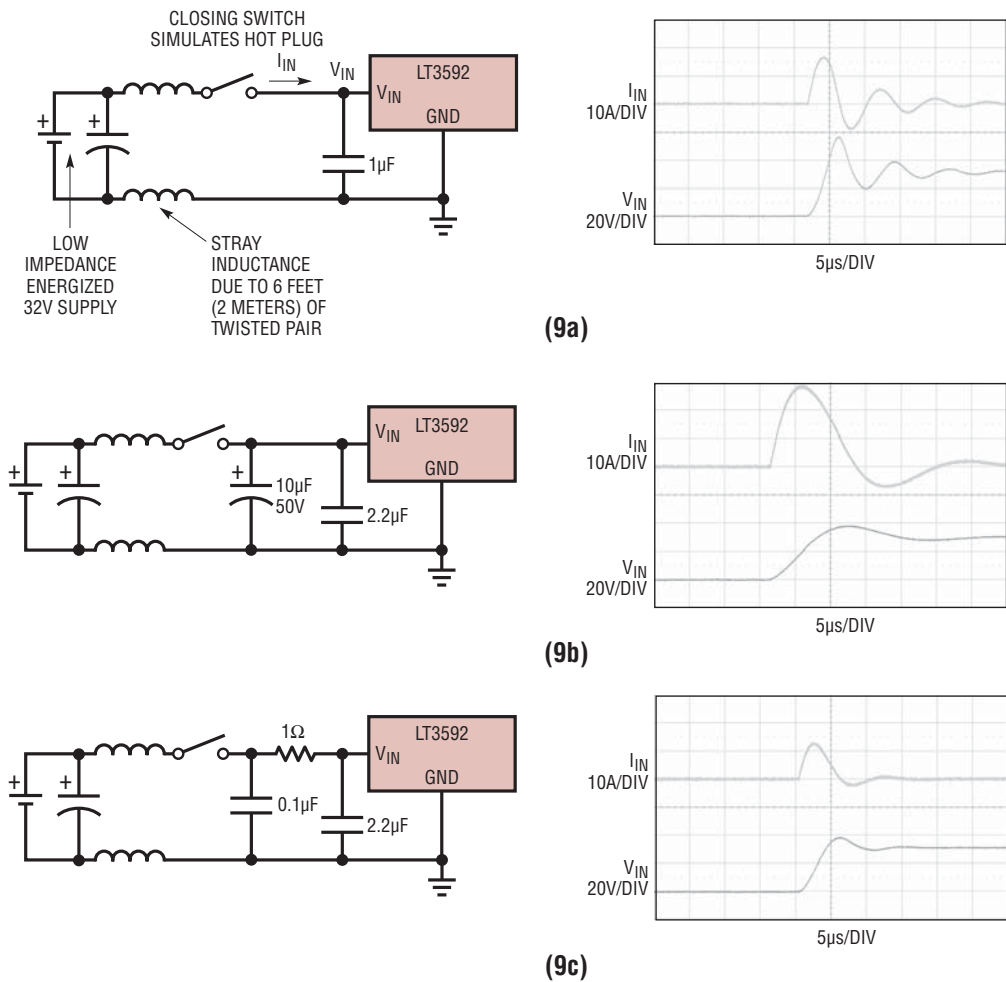 CLOSING SWITCH
SIMULATES HOT PLUG
I_IN
V_IN
LT3592
V_IN
GND
+
+
1µF
LOW
IMPEDANCE
ENERGIZED
32V SUPPLY
STRAY
INDUCTANCE
DUE TO 6 FEET
(2 METERS) OF
TWISTED PAIR
I_IN
10A/DIV
V_IN
20V/DIV
5µs/DIV
(9a)
LT3592
V_IN
GND
+
+
+
10µF
50V
2.2µF
I_IN
10A/DIV
V_IN
20V/DIV
5µs/DIV
(9b)
1Ω
LT3592
V_IN
GND
+
+
0.1µF
2.2µF
I_IN
10A/DIV
V_IN
20V/DIV
5µs/DIV
(9c)